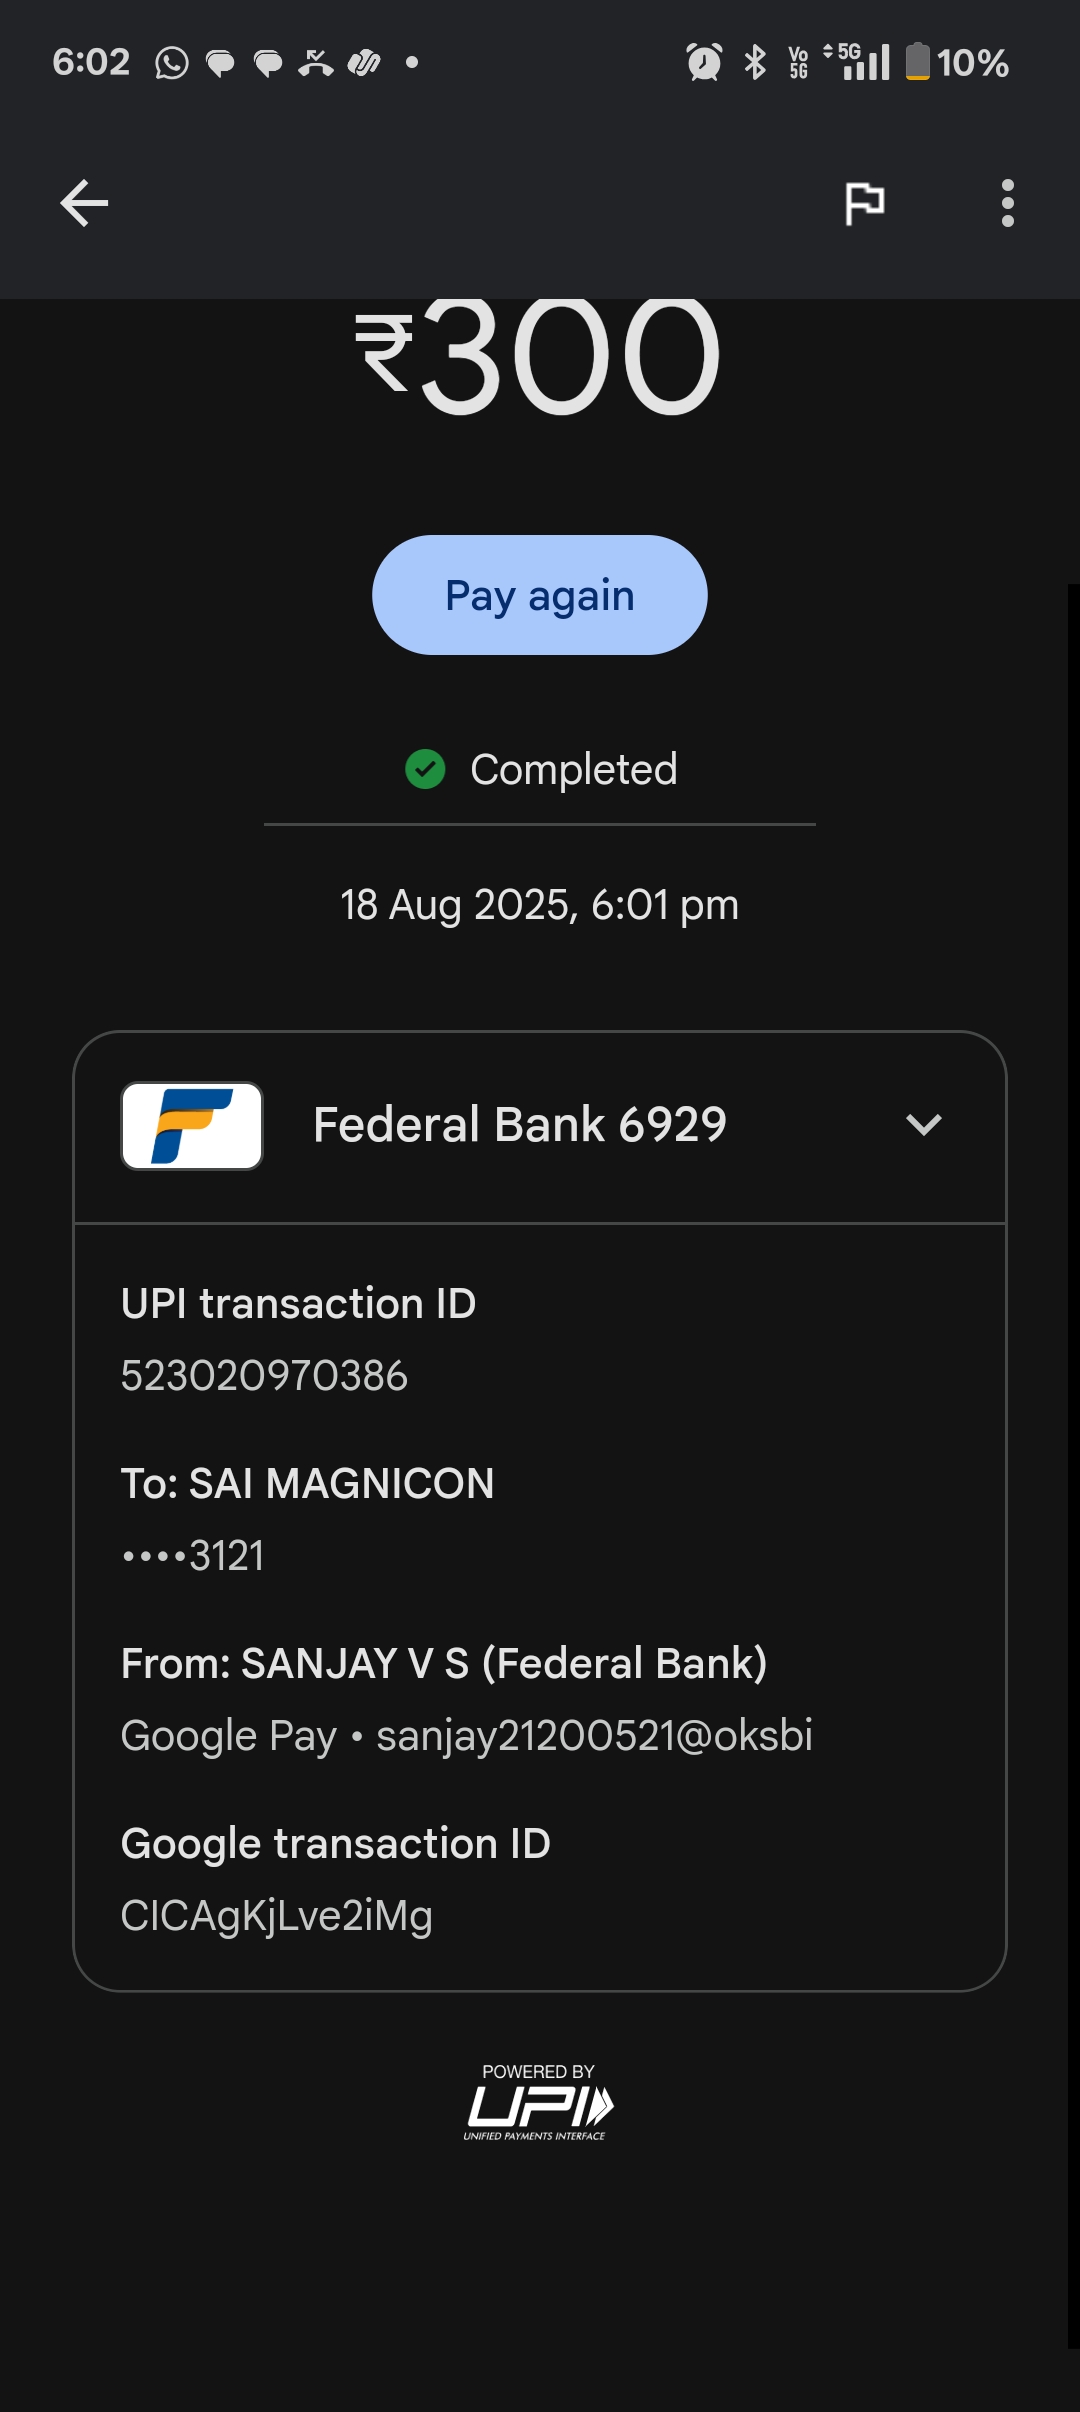 6:02 Vo 5G 5G 10%
₹300
Pay again
Completed
18 Aug 2025, 6:01 pm
Federal Bank 6929
UPI transaction ID
523020970386
To: SAI MAGNICON
••••3121
From: SANJAY V S (Federal Bank)
Google Pay • sanjay21200521@oksbi
Google transaction ID
CICAgKjLve2iMg
POWERED BY
UPI
UNIFIED PAYMENTS INTERFACE